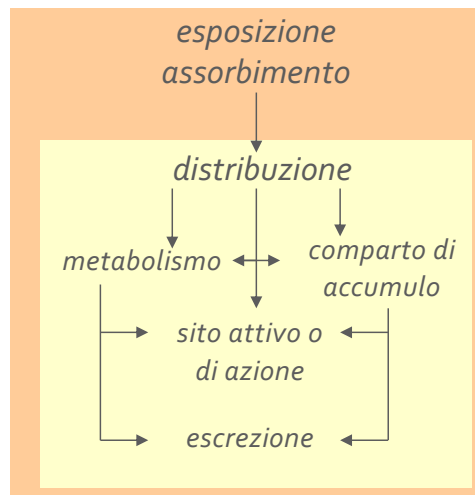 esposizione
assorbimento
distribuzione
metabolismo
comparto di
accumulo
sito attivo o
di azione
escrezione